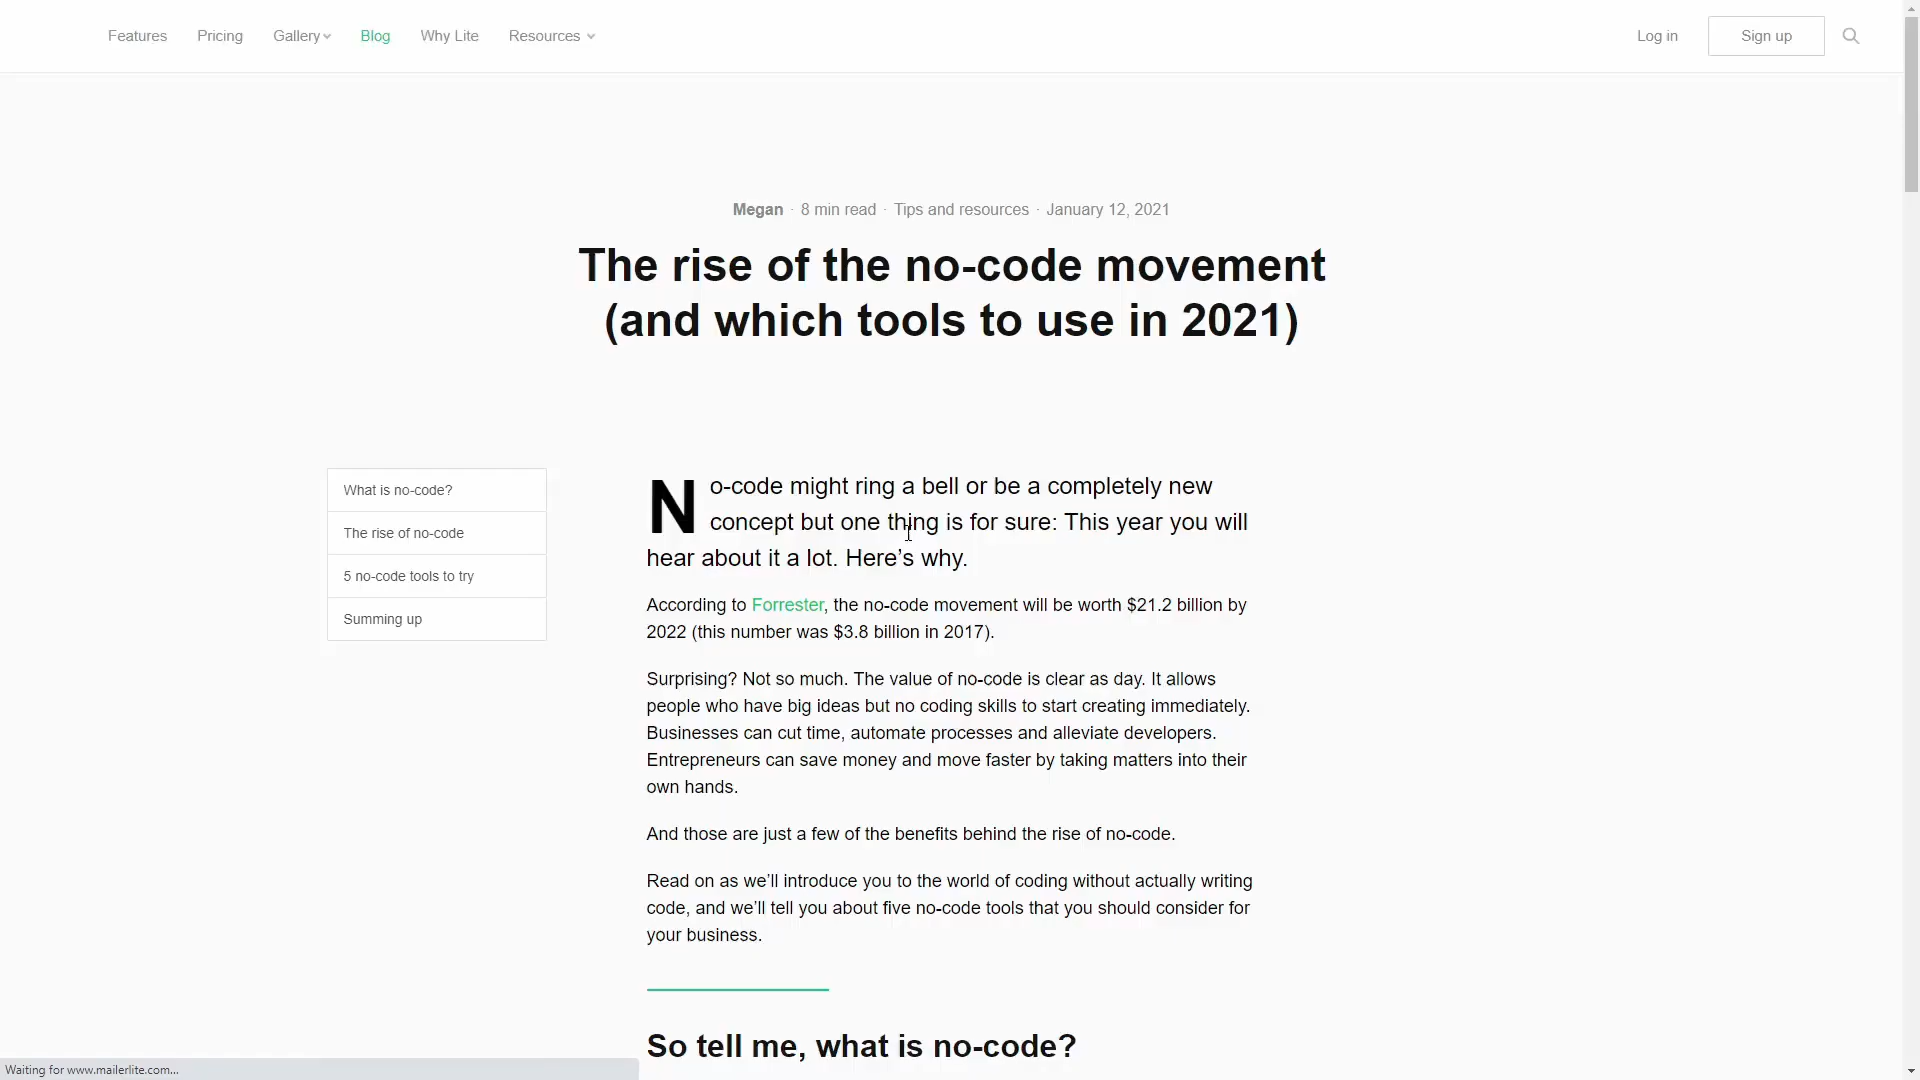 Features Pricing Gallery Blog Why Lite Resources Log in Sign up
Megan · 8 min read · Tips and resources · January 12, 2021
The rise of the no-code movement
(and which tools to use in 2021)
What is no-code?
The rise of no-code
5 no-code tools to try
Summing up
No-code might ring a bell or be a completely new
concept but one thing is for sure: This year you will
hear about it a lot. Here’s why.
According to Forrester, the no-code movement will be worth $21.2 billion by
2022 (this number was $3.8 billion in 2017).
Surprising? Not so much. The value of no-code is clear as day. It allows
people who have big ideas but no coding skills to start creating immediately.
Businesses can cut time, automate processes and alleviate developers.
Entrepreneurs can save money and move faster by taking matters into their
own hands.
And those are just a few of the benefits behind the rise of no-code.
Read on as we’ll introduce you to the world of coding without actually writing
code, and we’ll tell you about five no-code tools that you should consider for
your business.
So tell me, what is no-code?
Waiting for www.mailerlite.com...